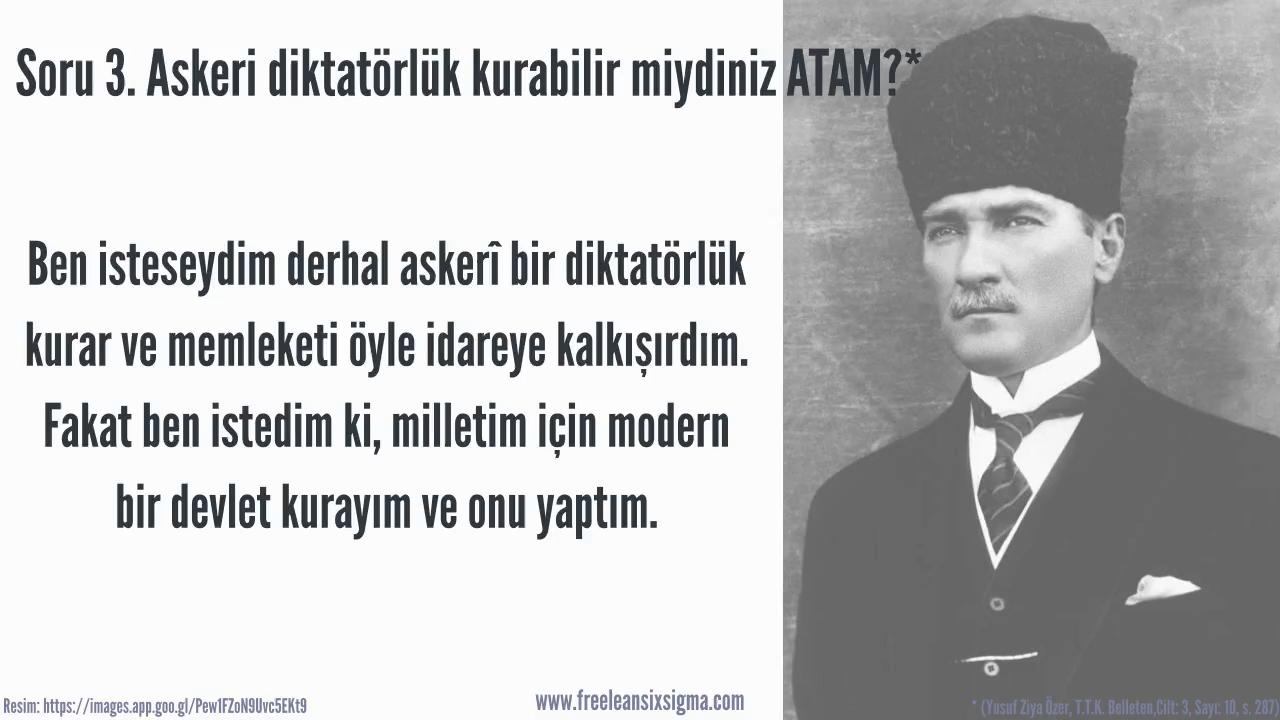 Soru 3. Askeri diktatörlük kurabilir miydiniz ATAM?*
Ben isteseydim derhal askerî bir diktatörlük
kurar ve memleketi öyle idareye kalkışırdım.
Fakat ben istedim ki, milletim için modern
bir devlet kurayım ve onu yaptım.
Resim: https://images.app.goo.gl/Pew1FZoN9Uvc5EKt9
www.freeleansixsigma.com
* (Yusuf Ziya Özer, T.T.K. Belleten,Cilt: 3, Sayı: 10, s. 287)